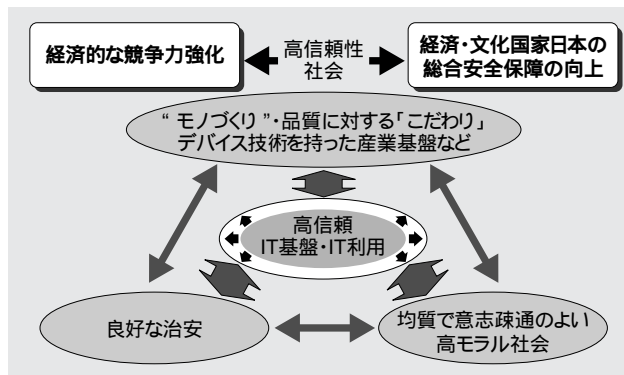 経済的な競争力強化
高信頼性
社会
経済・文化国家日本の
総合安全保障の向上
“モノづくり”・品質に対する「こだわり」
デバイス技術を持った産業基盤など
高信頼
IT基盤・IT利用
良好な治安
均質で意志疎通のよい
高モラル社会